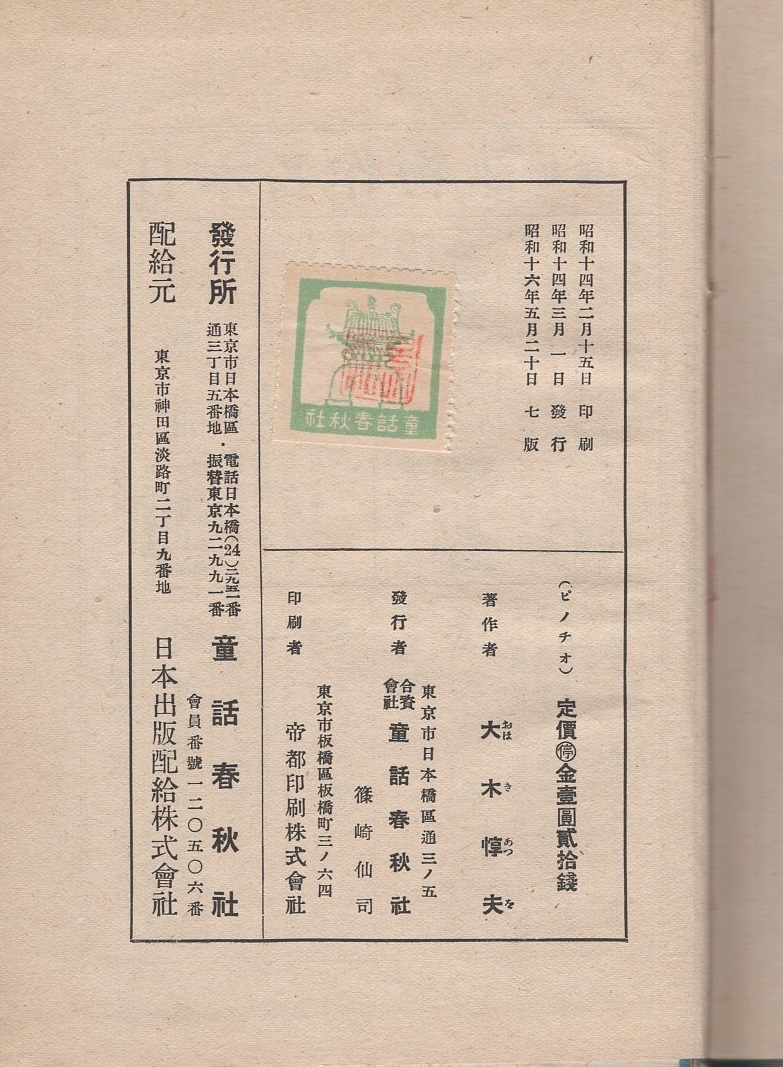 昭和十四年二月十五日 印刷
昭和十四年三月一日 發行
昭和十六年五月二十日 七版
童話春秋社
(ピノチオ) 定價㊡金壹圓貳拾錢
著作者 大木惇夫
おほ き あつ を
東京市日本橋區通三ノ五
發行者 合資會社 童話春秋社
篠崎仙司
東京市板橋區板橋町三ノ六四
印刷者 帝都印刷株式會社
發行所 東京市日本橋區通三丁目五番地・電話日本橋(24)番 振替東京九二九九一番 童話春秋社
會員番號一二〇五〇六番
配給元 東京市神田區淡路町二丁目九番地 日本出版配給株式會社